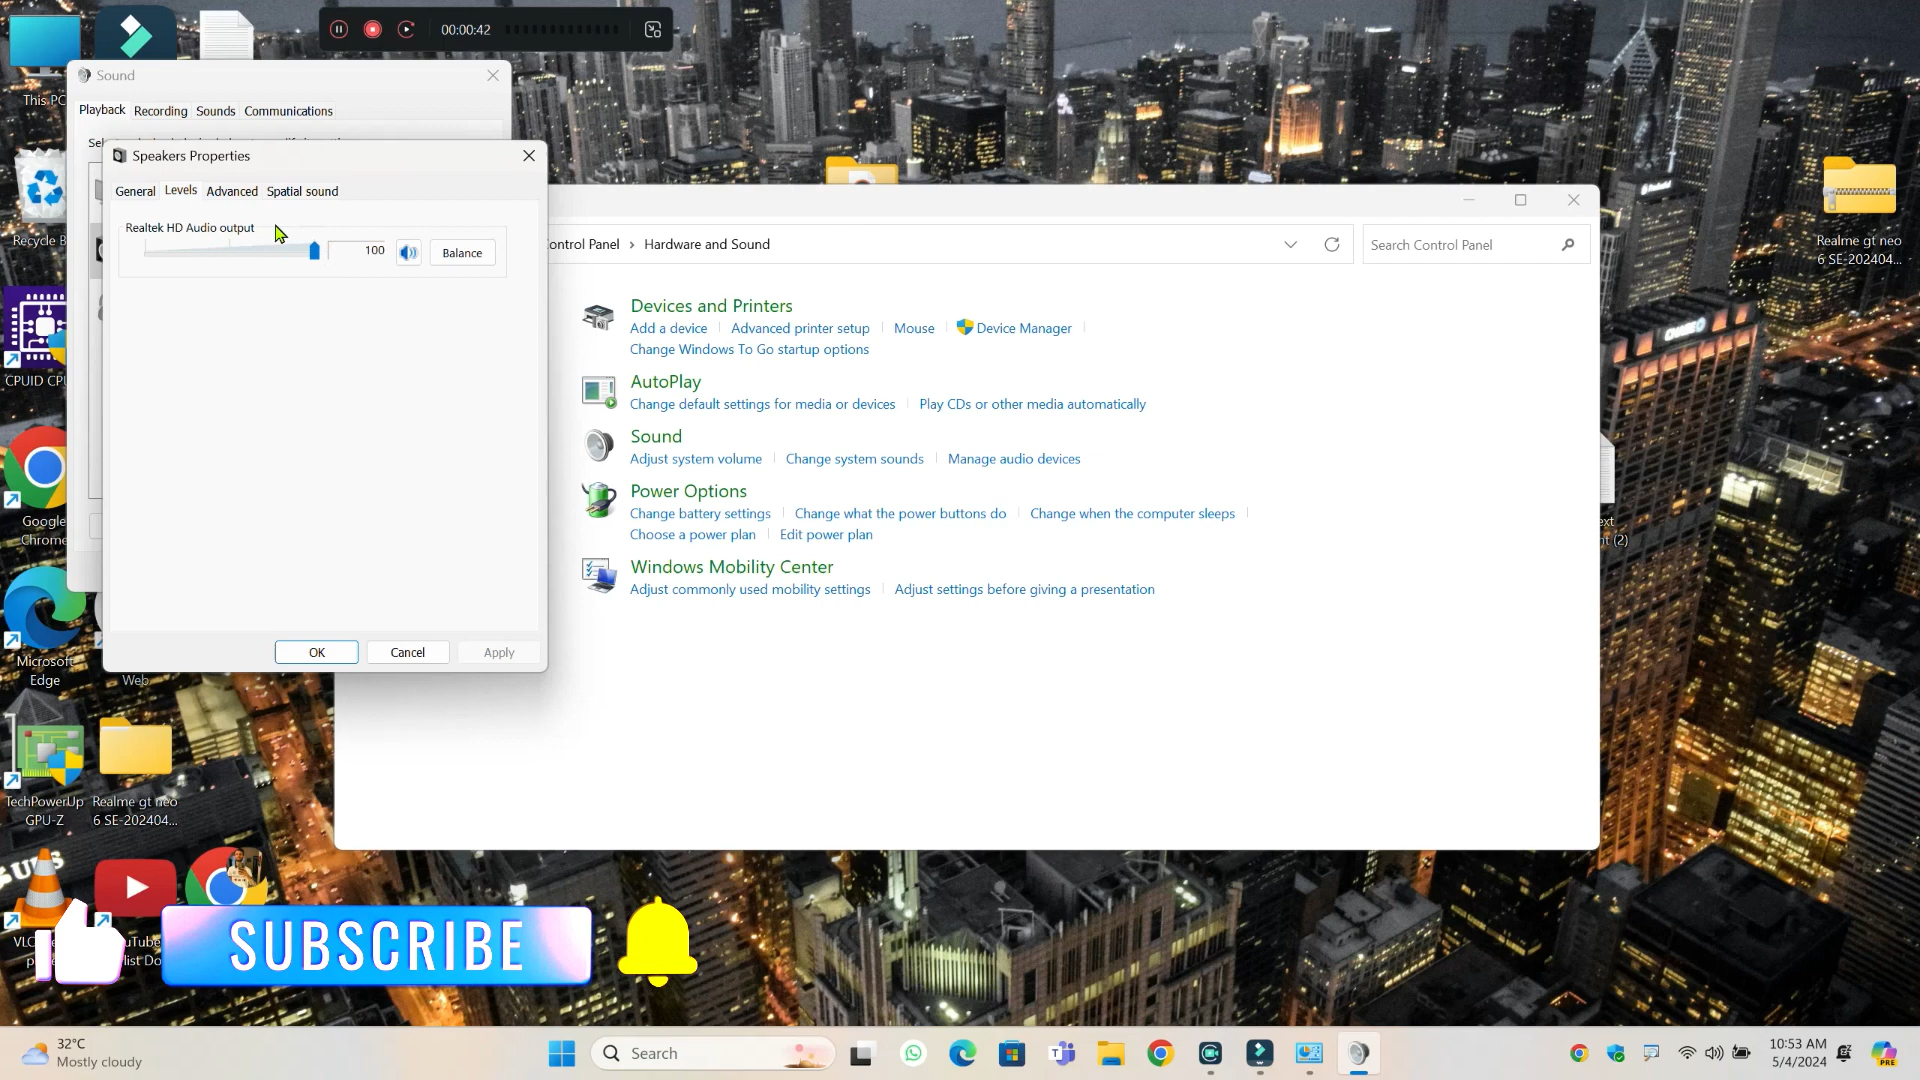 00:00:42
This PC
Sound
Playback Recording Sounds Communications
Speakers Properties
General Levels Advanced Spatial sound
Realtek HD Audio output
100
Balance
OK Cancel Apply
ontrol Panel › Hardware and Sound
Search Control Panel
Devices and Printers
Add a device Advanced printer setup Mouse Device Manager
Change Windows To Go startup options
AutoPlay
Change default settings for media or devices Play CDs or other media automatically
Sound
Adjust system volume Change system sounds Manage audio devices
Power Options
Change battery settings Change what the power buttons do Change when the computer sleeps
Choose a power plan Edit power plan
Windows Mobility Center
Adjust commonly used mobility settings Adjust settings before giving a presentation
Recycle B
CPUID CPU
Google
Chrome
Microsoft
Edge
Web
TechPowerUp
GPU-Z
Realme gt neo
6 SE-202404...
Realme gt neo
6 SE-202404...
ext
nt (2)
VLC
uTube
list Do
SUBSCRIBE
32°C
Mostly cloudy
Search
10:53 AM
5/4/2024
PRE